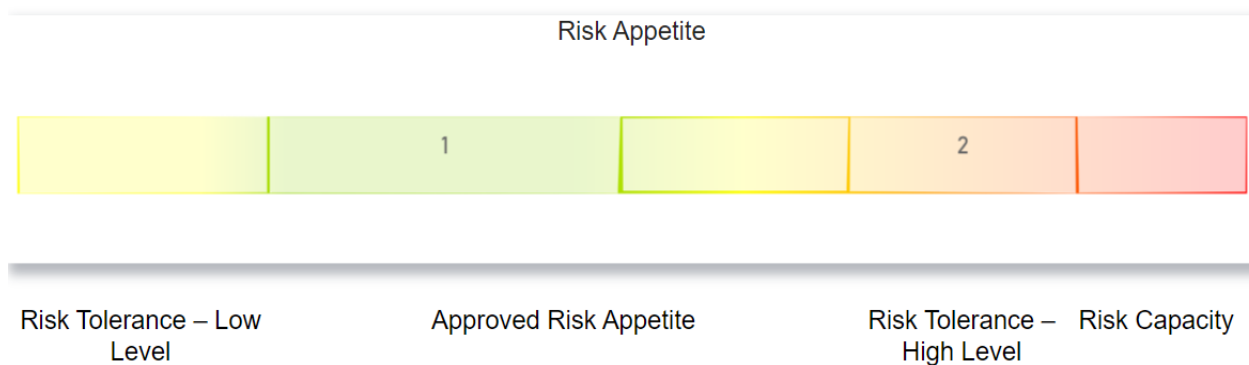 Risk Appetite
1
2
Risk Tolerance – Low
Level
Approved Risk Appetite
Risk Tolerance –
High Level
Risk Capacity